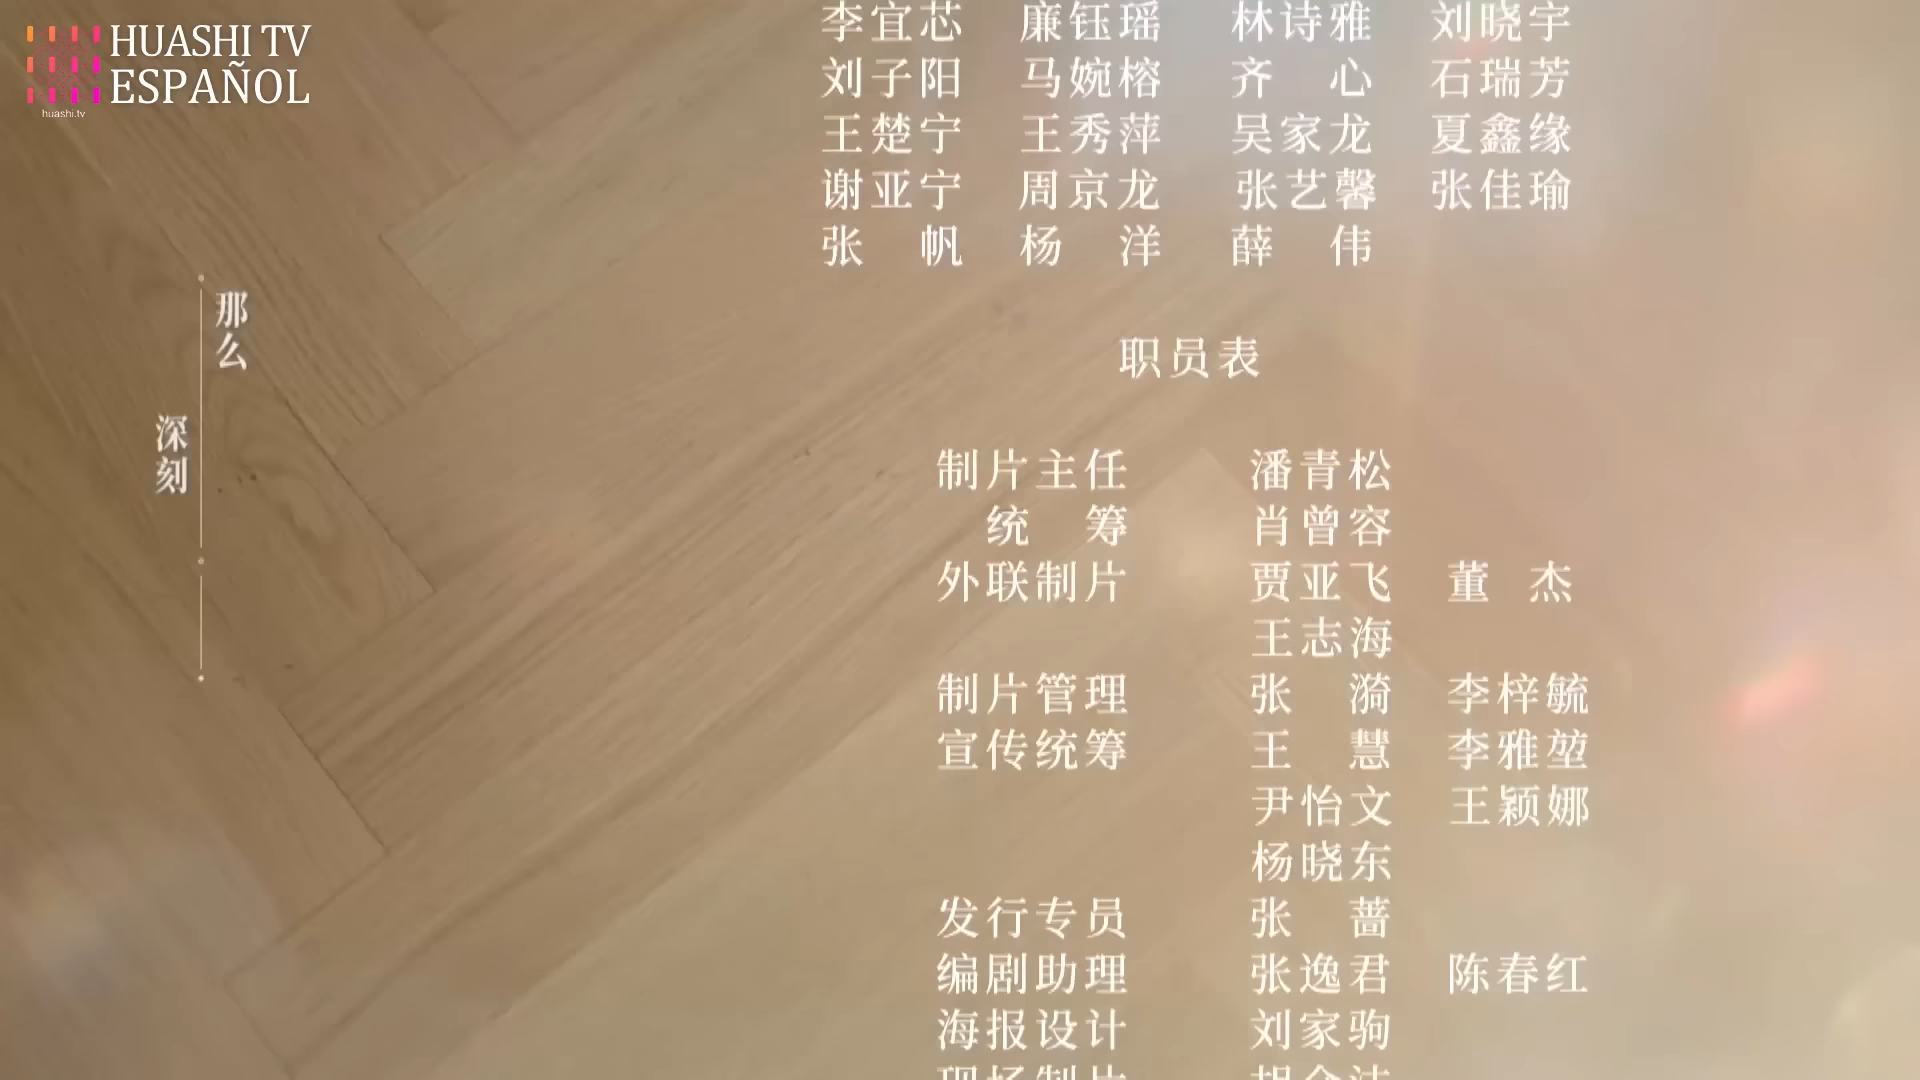 HUASHI TV
ESPAÑOL
huashi.tv
李宜芯 廉钰瑶 林诗雅 刘晓宇
刘子阳 马婉榕 齐心 石瑞芳
王楚宁 王秀萍 吴家龙 夏鑫缘
谢亚宁 周京龙 张艺馨 张佳瑜
张帆 杨洋 薛伟
那么
深刻
职员表
制片主任 潘青松
统筹 肖曾容
外联制片 贾亚飞 董杰
王志海
制片管理 张漪 李梓毓
宣传统筹 王慧 李雅堃
尹怡文 王颖娜
杨晓东
发行专员 张蔷
编剧助理 张逸君 陈春红
海报设计 刘家驹
现场制片